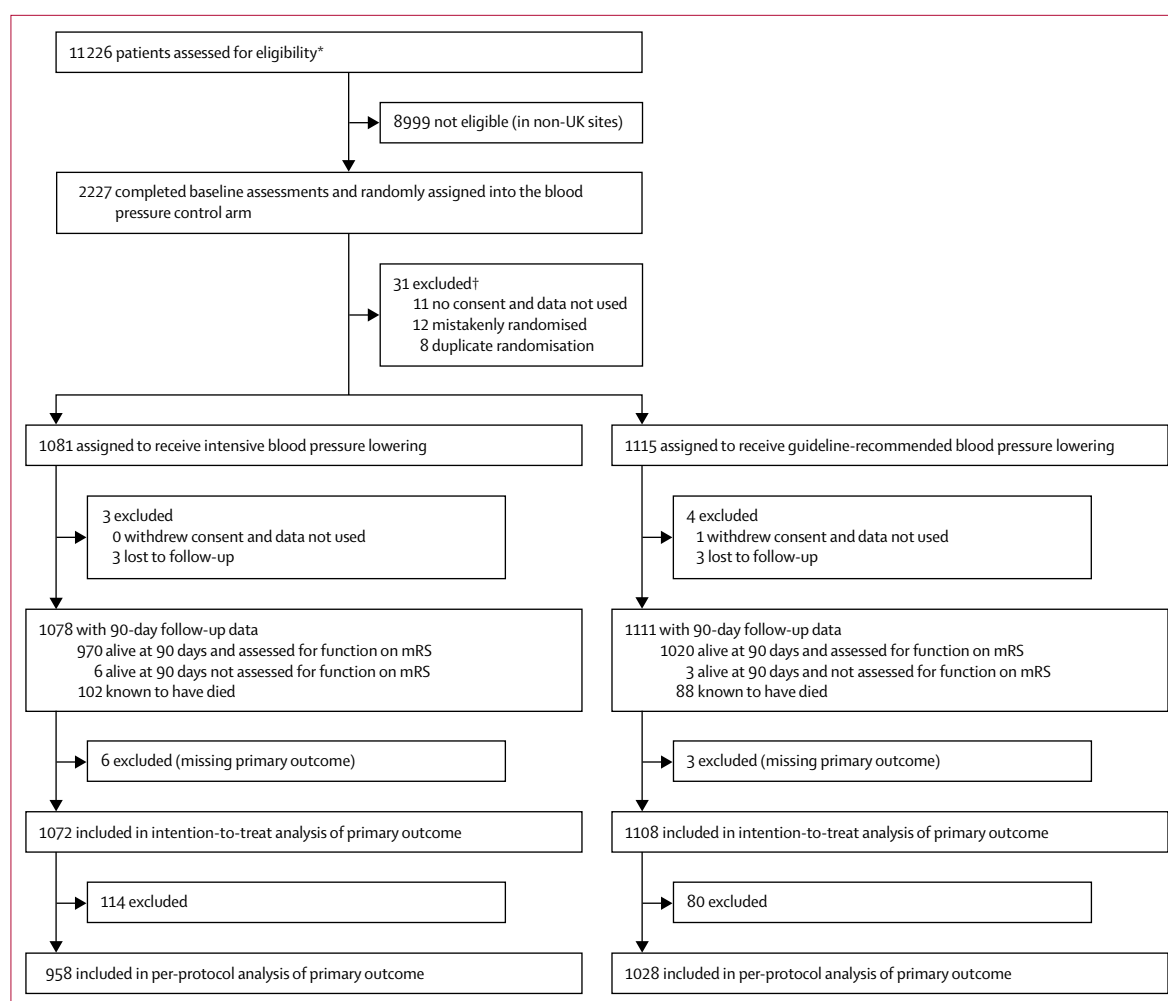 11 226 patients assessed for eligibility*
8999 not eligible (in non-UK sites)
2227 completed baseline assessments and randomly assigned into the blood
pressure control arm
31 excluded†
11 no consent and data not used
12 mistakenly randomised
8 duplicate randomisation
1081 assigned to receive intensive blood pressure lowering
1115 assigned to receive guideline-recommended blood pressure lowering
3 excluded
0 withdrew consent and data not used
3 lost to follow-up
4 excluded
1 withdrew consent and data not used
3 lost to follow-up
1078 with 90-day follow-up data
970 alive at 90 days and assessed for function on mRS
6 alive at 90 days not assessed for function on mRS
102 known to have died
1111 with 90-day follow-up data
1020 alive at 90 days and assessed for function on mRS
3 alive at 90 days and not assessed for function on mRS
88 known to have died
6 excluded (missing primary outcome)
3 excluded (missing primary outcome)
1072 included in intention-to-treat analysis of primary outcome
1108 included in intention-to-treat analysis of primary outcome
114 excluded
80 excluded
958 included in per-protocol analysis of primary outcome
1028 included in per-protocol analysis of primary outcome